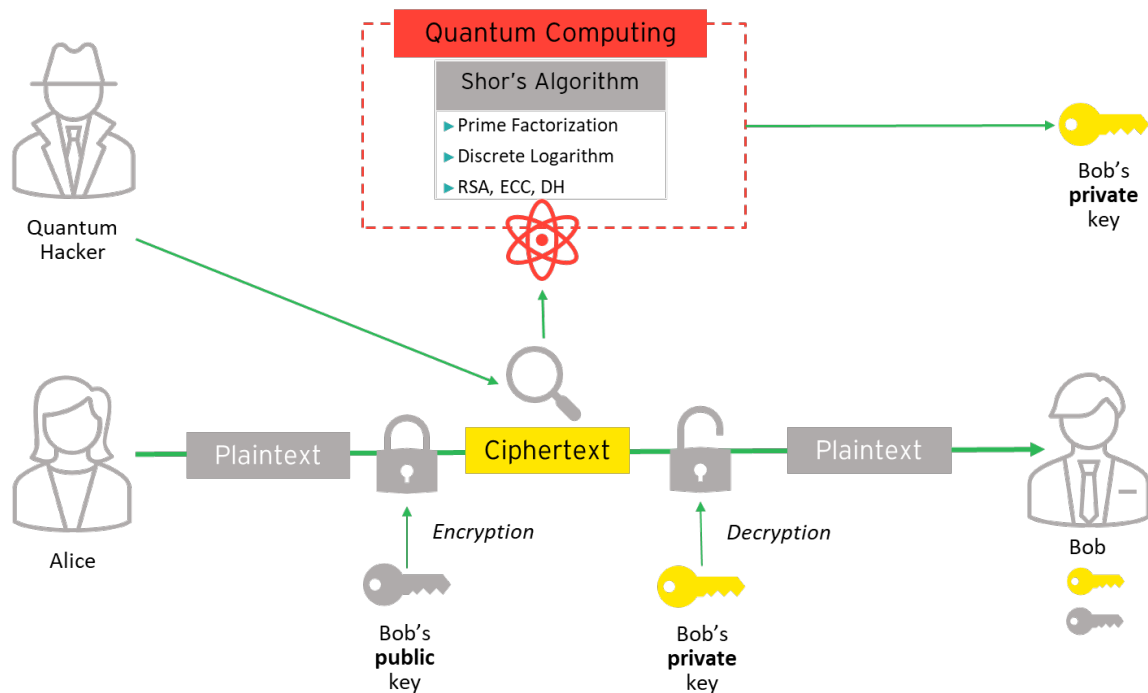 Quantum Computing
Shor's Algorithm
► Prime Factorization
► Discrete Logarithm
► RSA, ECC, DH
Quantum
Hacker
Bob's
private
key
Plaintext
Ciphertext
Plaintext
Encryption
Decryption
Alice
Bob
Bob's
public
key
Bob's
private
key